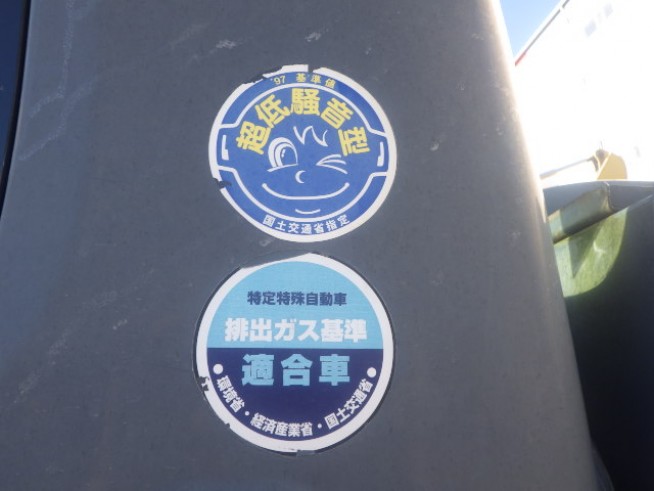 '97 基準値
超低騒音型
国土交通省指定
特定特殊自動車
排出ガス基準
適合車
●環境省・経済産業省・国土交通省●